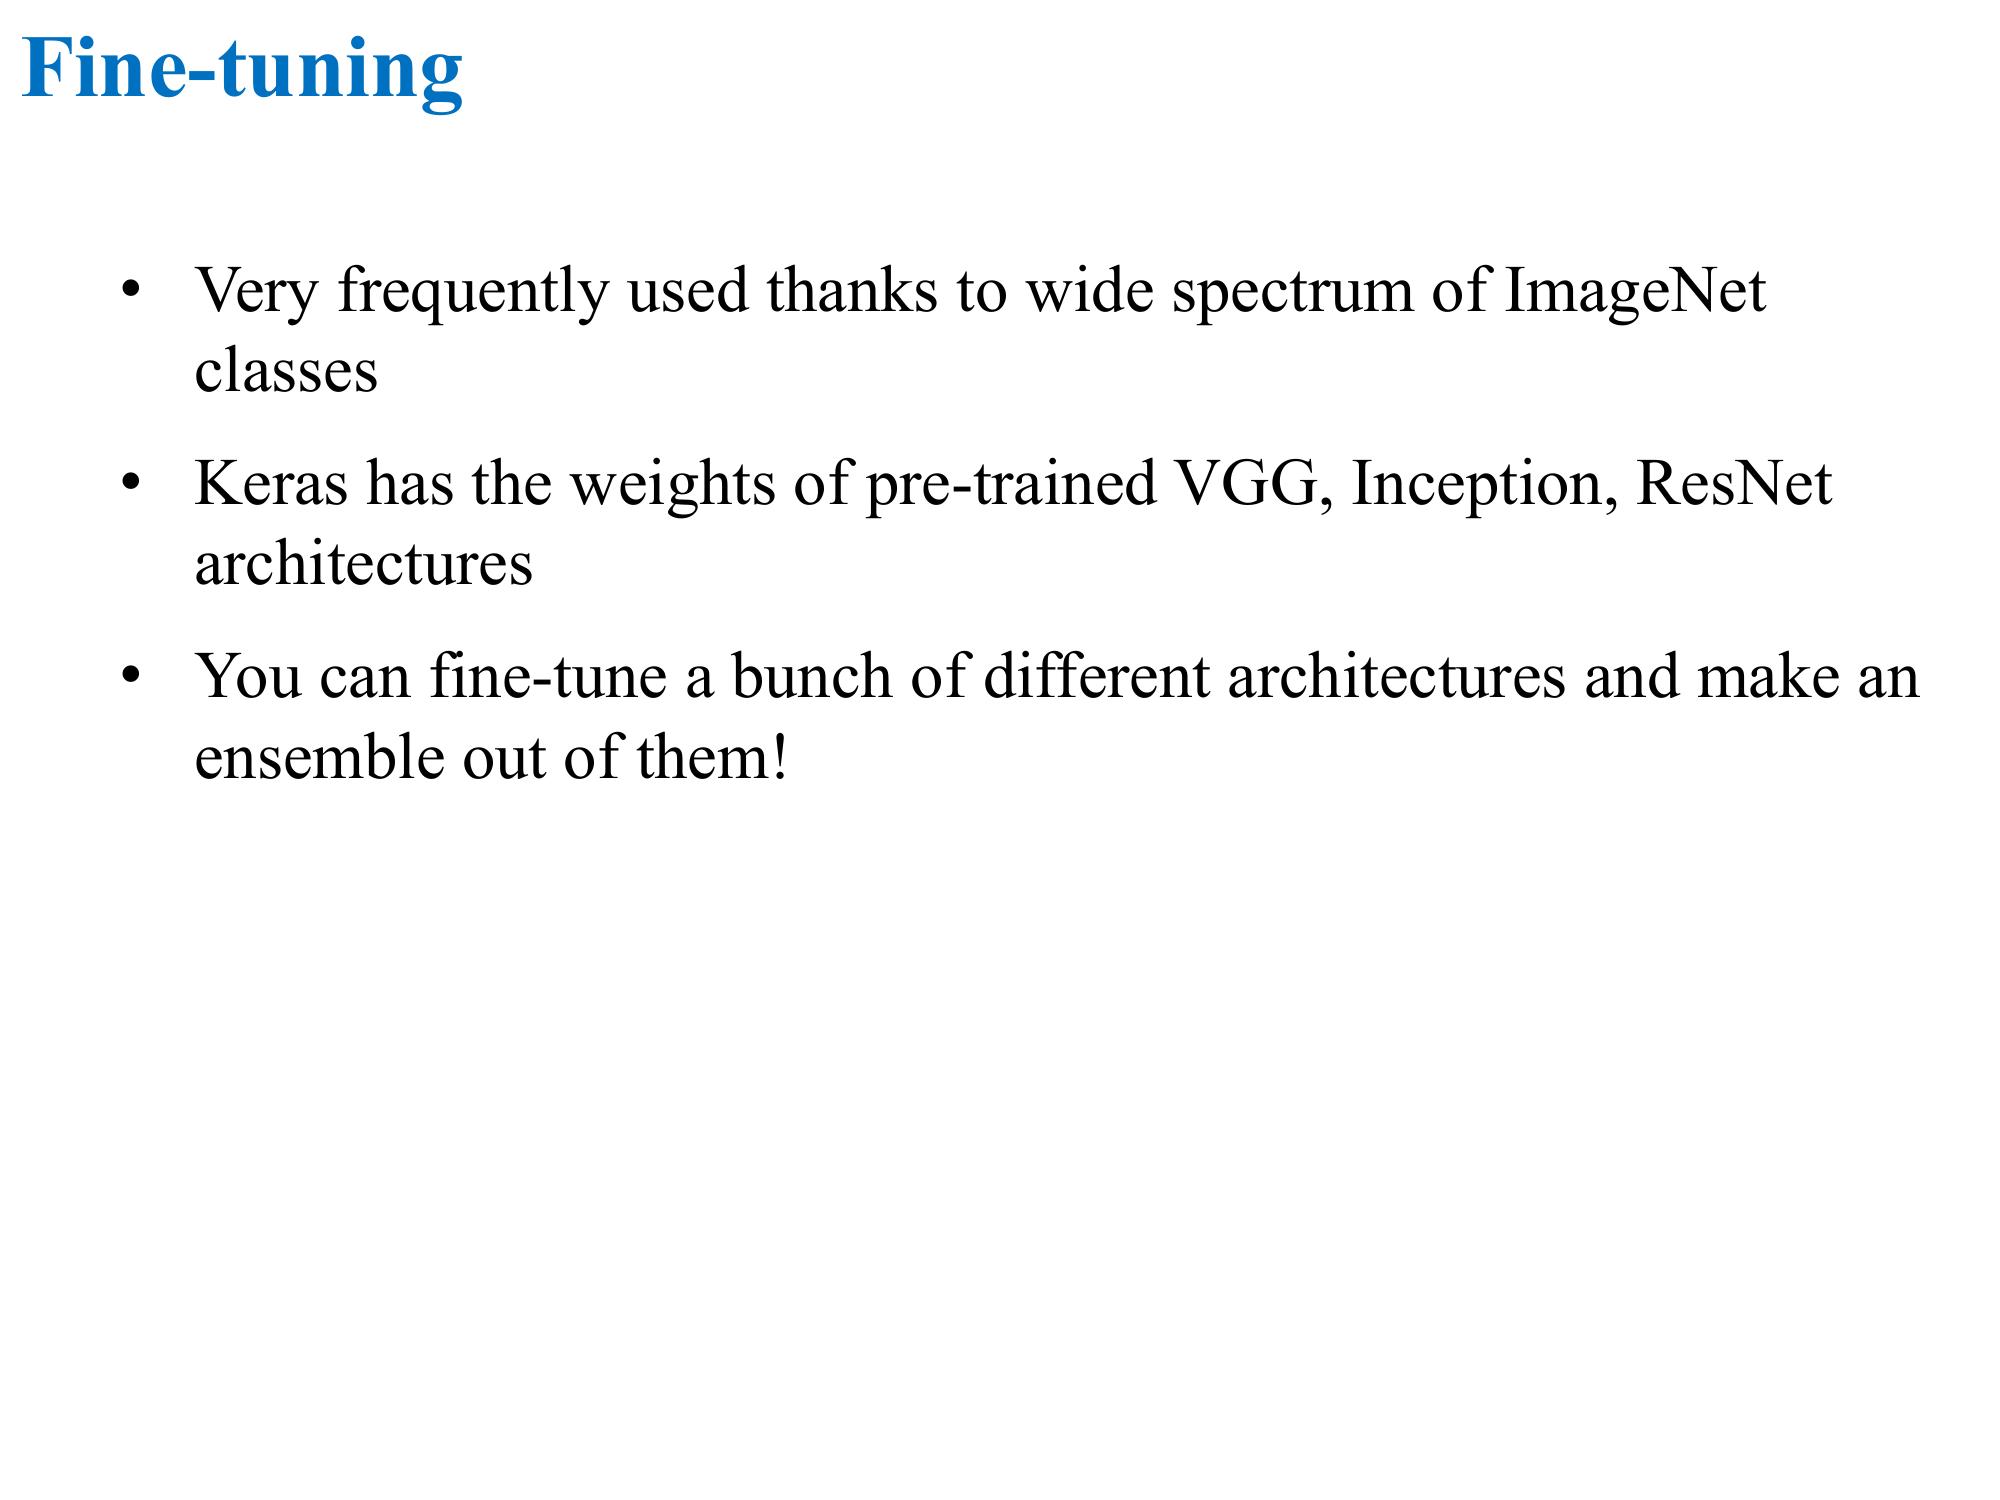 Fine-tuning
• Very frequently used thanks to wide spectrum of ImageNet
classes
• Keras has the weights of pre-trained VGG, Inception, ResNet
architectures
• You can fine-tune a bunch of different architectures and make an
ensemble out of them!